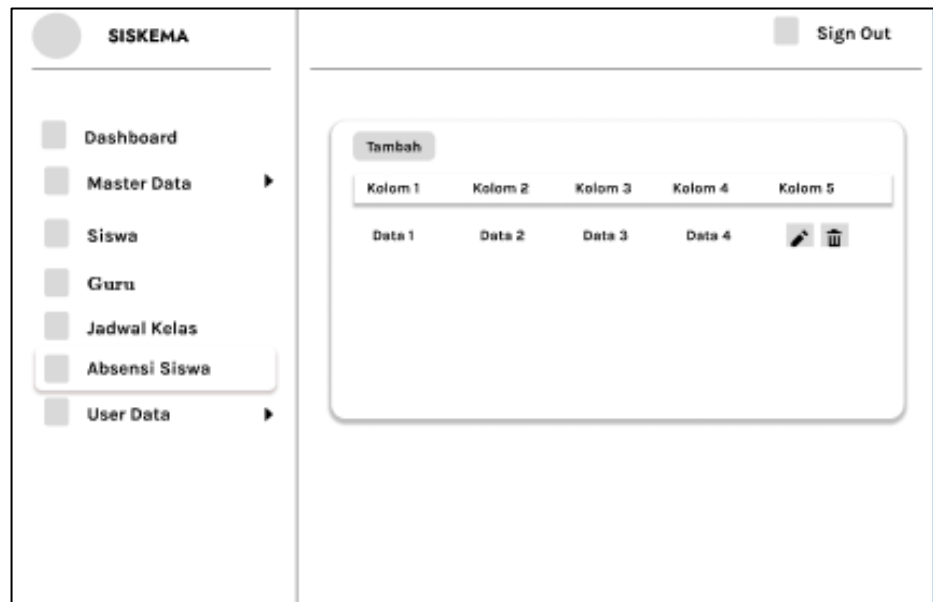 SISKEMA
Sign Out
Dashboard
Master Data
Siswa
Guru
Jadwal Kelas
Absensi Siswa
User Data
Tambah
Kolom 1 Kolom 2 Kolom 3 Kolom 4 Kolom 5
Data 1 Data 2 Data 3 Data 4